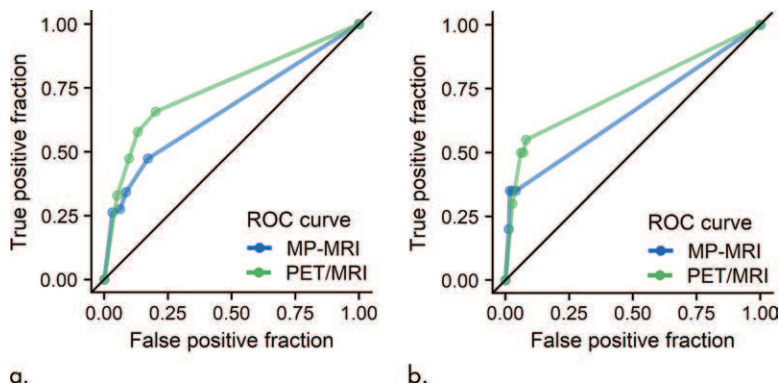 True positive fraction
1.00
0.75
0.50
0.25
0.00
ROC curve
MP-MRI
PET/MRI
0.00 0.25 0.50 0.75 1.00
False positive fraction
a.
True positive fraction
1.00
0.75
0.50
0.25
0.00
ROC curve
MP-MRI
PET/MRI
0.00 0.25 0.50 0.75 1.00
False positive fraction
b.